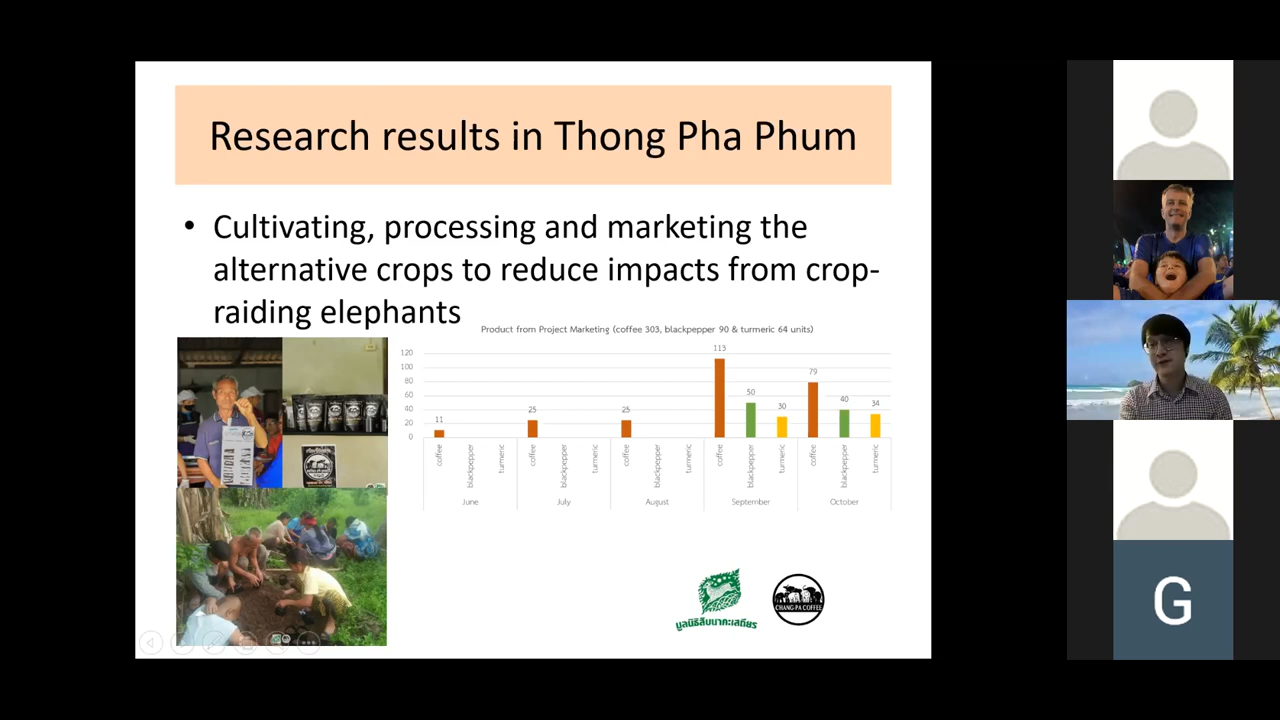 Research results in Thong Pha Phum
• Cultivating, processing and marketing the
alternative crops to reduce impacts from crop-
raiding elephants
Product from Project Marketing (coffee 303, blackpepper 90 & turmeric 64 units)
120
100
80
60
40
20
0
11
25
25
113
50
30
79
40
34
coffee
blackpepper
turmeric
coffee
blackpepper
turmeric
coffee
blackpepper
turmeric
coffee
blackpepper
turmeric
coffee
blackpepper
turmeric
June
July
August
September
October
มูลนิธิสืบนาคะเสถียร
CHANG-PA COFFEE
G